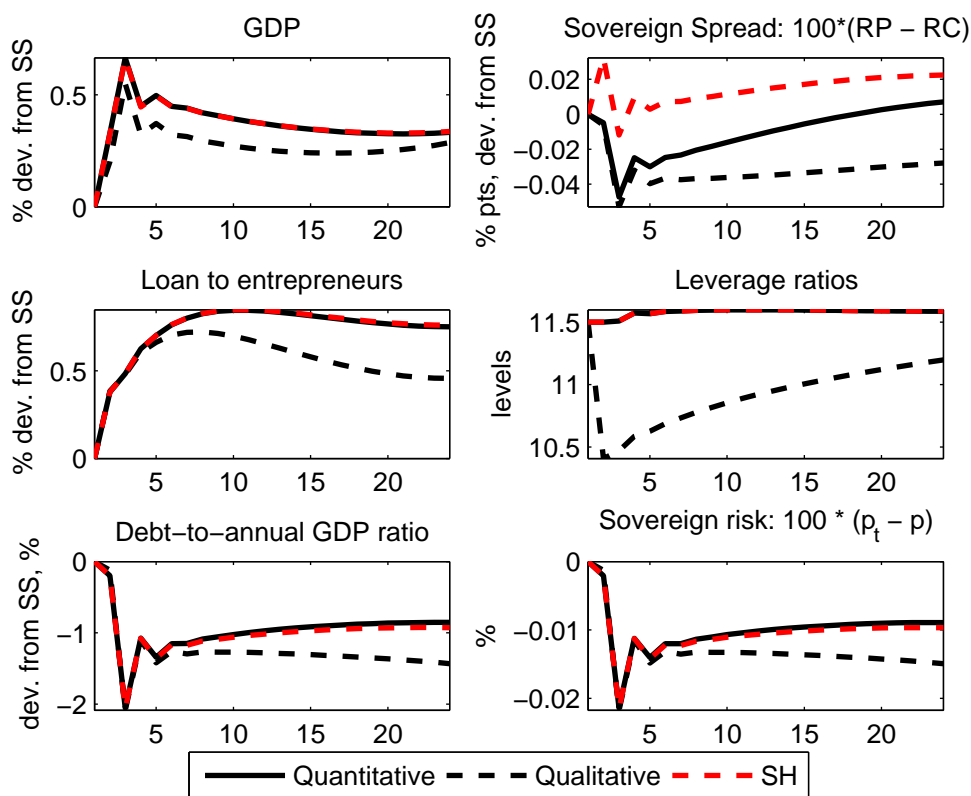 GDP
% dev. from SS
0.5
0
5 10 15 20
Sovereign Spread: 100*(RP − RC)
% pts, dev. from SS
0.02
0
−0.02
−0.04
5 10 15 20
Loan to entrepreneurs
% dev. from SS
0.5
0
5 10 15 20
Leverage ratios
levels
11.5
11
10.5
5 10 15 20
Debt−to−annual GDP ratio
dev. from SS, %
0
−1
−2
5 10 15 20
Sovereign risk: 100 * (p_t − p)
%
0
−0.01
−0.02
5 10 15 20
Quantitative Qualitative SH